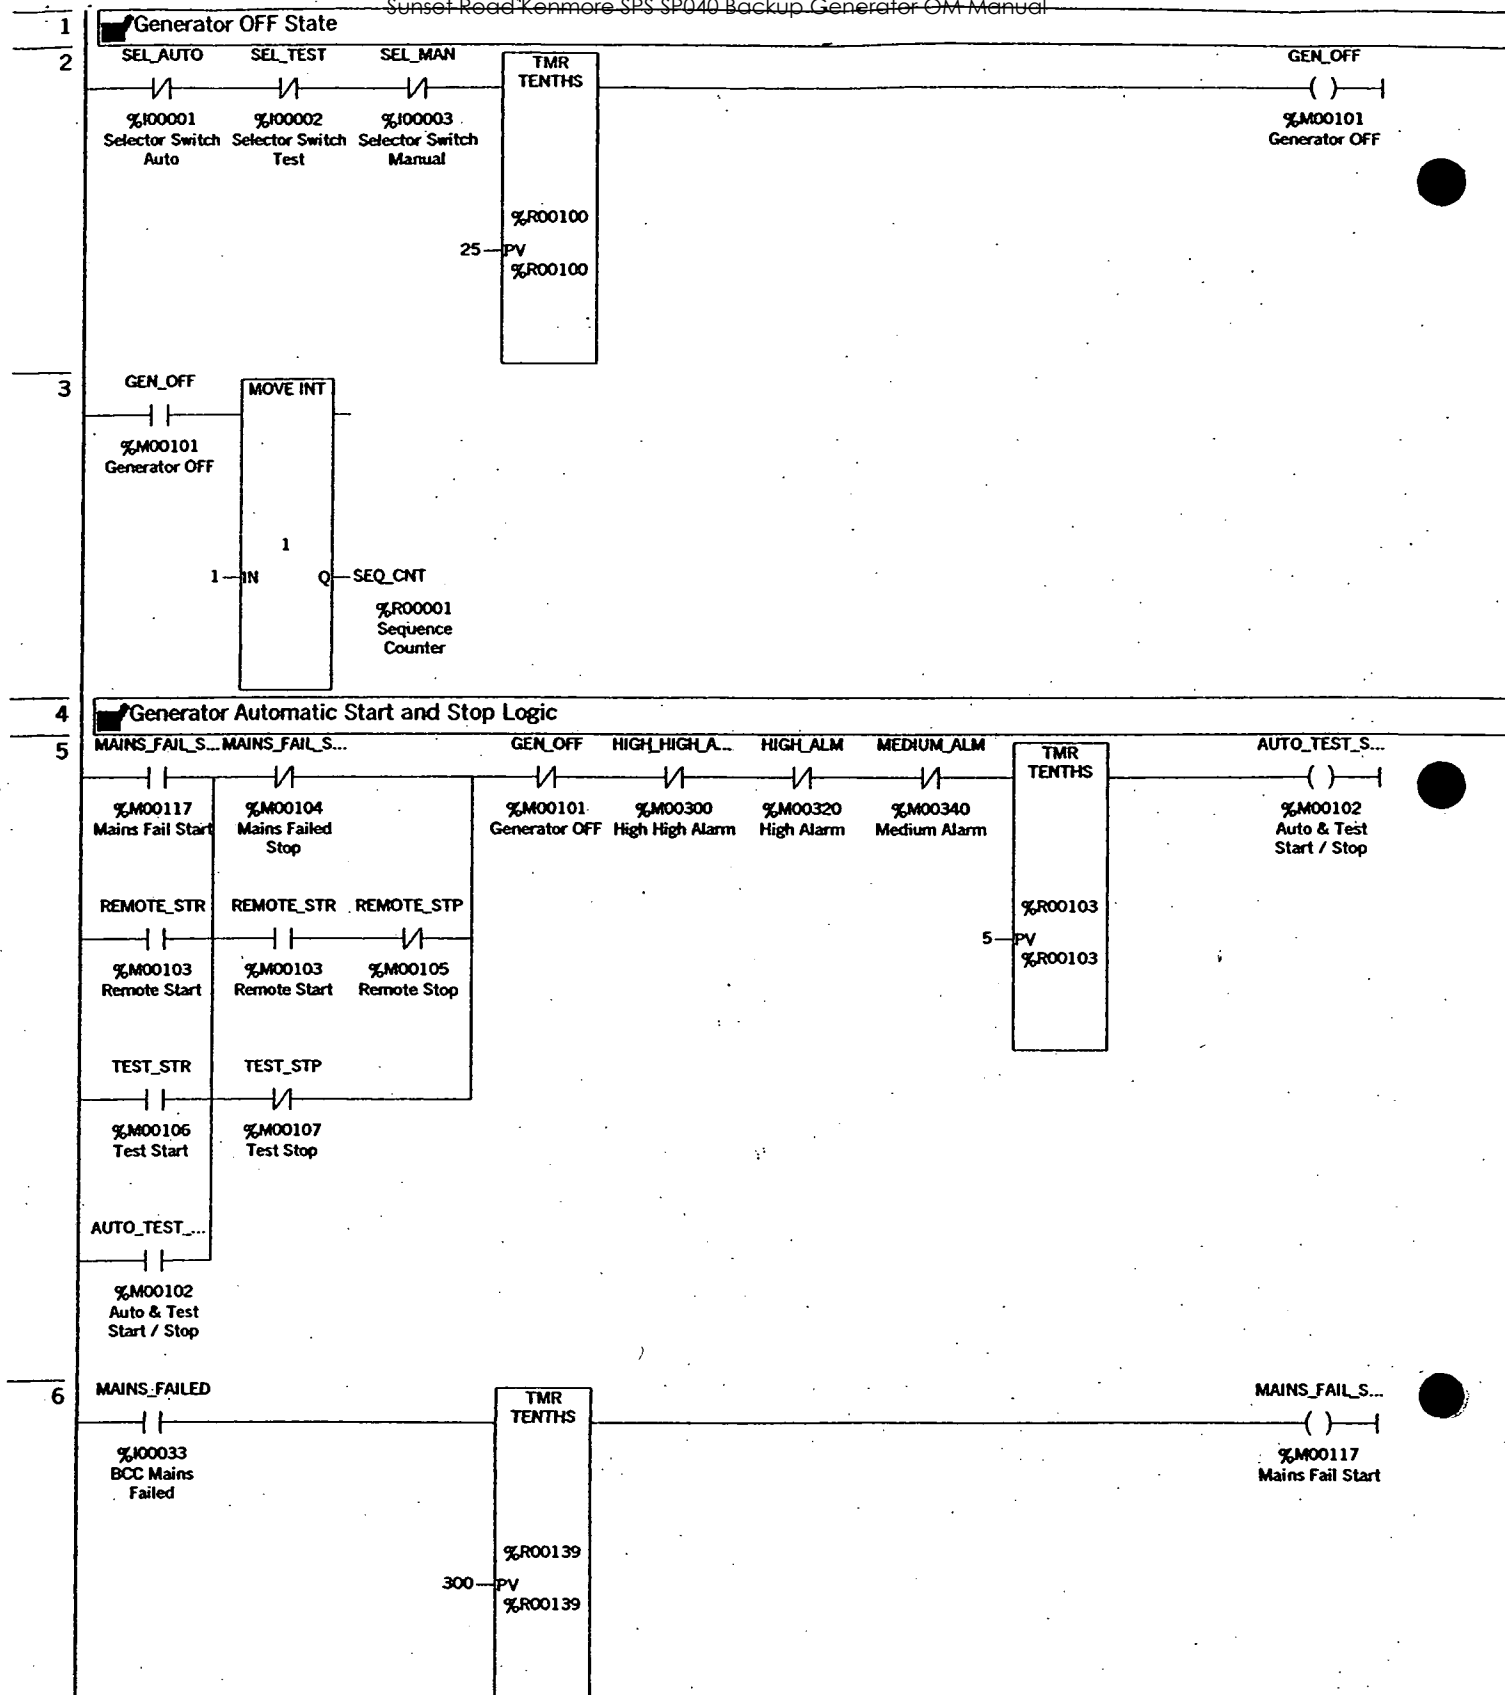 Sunset Road Kenmore SPS SP040 Backup Generator OM Manual
1 Generator OFF State
2 SEL_AUTO SEL_TEST SEL_MAN TMR GEN_OFF
TENTHS
%I00001 %I00002 %I00003 %M00101
Selector Switch Selector Switch Selector Switch Generator OFF
Auto Test Manual
%R00100
25 PV
%R00100
3 GEN_OFF MOVE INT
%M00101
Generator OFF
1
1 IN Q SEQ_CNT
%R00001
Sequence
Counter
4 Generator Automatic Start and Stop Logic
5 MAINS_FAIL_S... MAINS_FAIL_S... GEN_OFF HIGH_HIGH_A... HIGH_ALM MEDIUM_ALM TMR AUTO_TEST_S...
TENTHS
%M00117 %M00104 %M00101 %M00300 %M00320 %M00340 %M00102
Mains Fail Start Mains Failed Generator OFF High High Alarm High Alarm Medium Alarm Auto & Test
Stop Start / Stop
REMOTE_STR REMOTE_STR REMOTE_STP %R00103
5 PV
%M00103 %M00103 %M00105 %R00103
Remote Start Remote Start Remote Stop
TEST_STR TEST_STP
%M00106 %M00107
Test Start Test Stop
AUTO_TEST_...
%M00102
Auto & Test
Start / Stop
6 MAINS_FAILED TMR MAINS_FAIL_S...
TENTHS
%I00033 %M00117
BCC Mains Mains Fail Start
Failed
%R00139
300 PV
%R00139